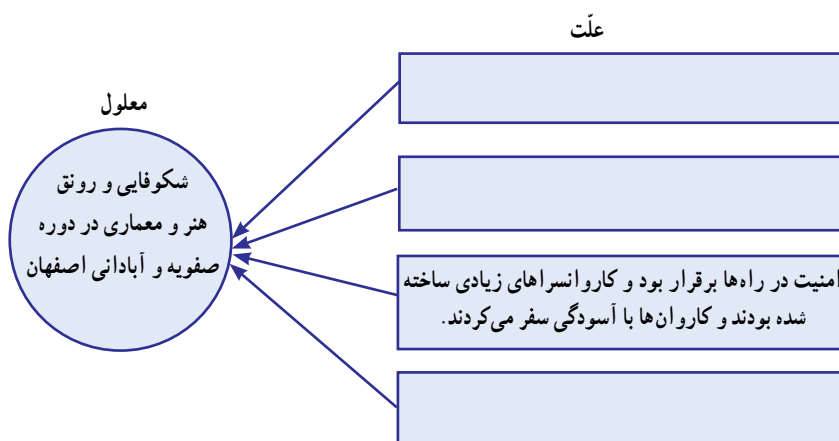 علّت
معلول
شکوفایی و رونق
هنر و معماری در دوره
صفویه و آبادانی اصفهان
امنیت در راه‌ها برقرار بود و کاروانسراهای زیادی ساخته
شده بودند و کاروان‌ها با آسودگی سفر می‌کردند.